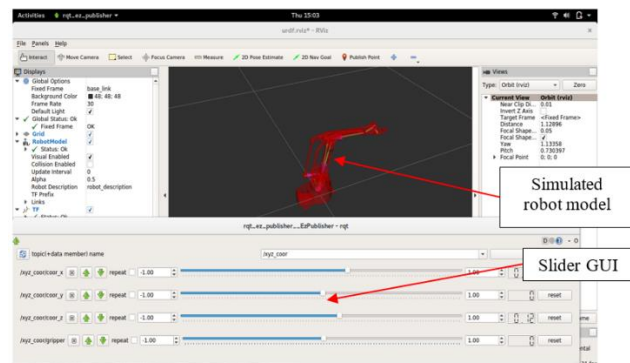 Activities rqt_ez_publisher Thu 15:03
urdf.rviz* - RViz
File Panels Help
Interact Move Camera Select Focus Camera Measure 2D Pose Estimate 2D Nav Goal Publish Point
Displays
Global Options
Fixed Frame base_link
Background Color 48; 48; 48
Frame Rate 30
Default Light
Global Status: Ok
Fixed Frame OK
Grid
RobotModel
Status: Ok
Visual Enabled
Collision Enabled
Update Interval 0
Alpha 0.5
Robot Description robot_description
TF Prefix
Links
TF
Status: Ok
Views
Type: Orbit (rviz) Zero
Current View Orbit (rviz)
Near Clip Di... 0.01
Invert Z Axis
Target Frame <Fixed Frame>
Distance 1.12896
Focal Shape... 0.05
Focal Shape...
Yaw 1.13358
Pitch 0.730397
Focal Point 0; 0; 0
Simulated
robot model
rqt_ez_publisher__EzPublisher - rqt
topic(+data member) name /xyz_coor
Slider GUI
/xyz_coor/coor_x repeat -1.00 1.00
/xyz_coor/coor_y repeat -1.00 1.00 0 reset
/xyz_coor/coor_z repeat -1.00 1.00 0.12 reset
/xyz_coor/gripper repeat -1.00 1.00 0 reset